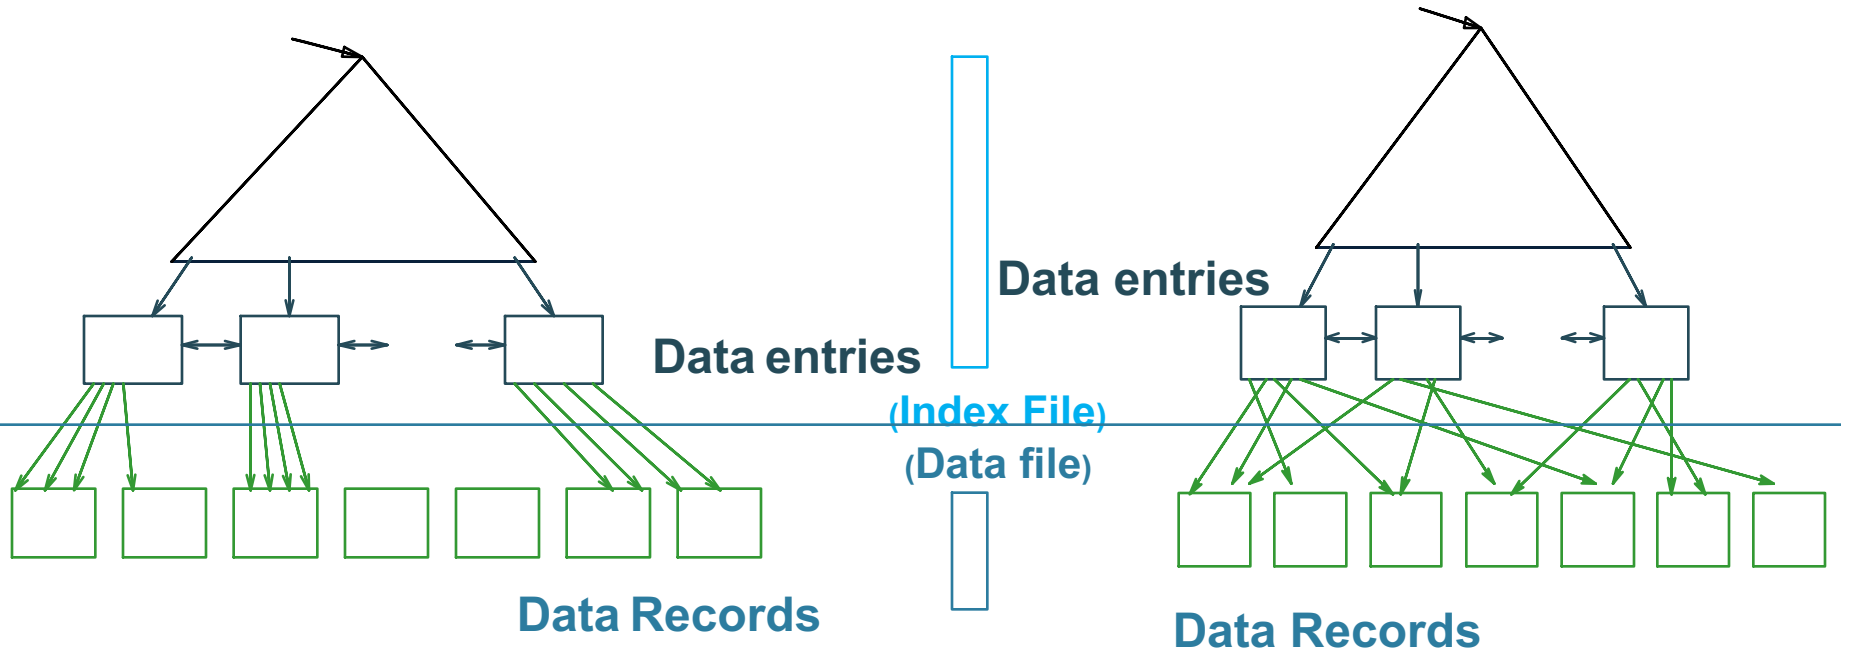 Data entries
Data entries
(Index File)
(Data file)
Data Records
Data Records